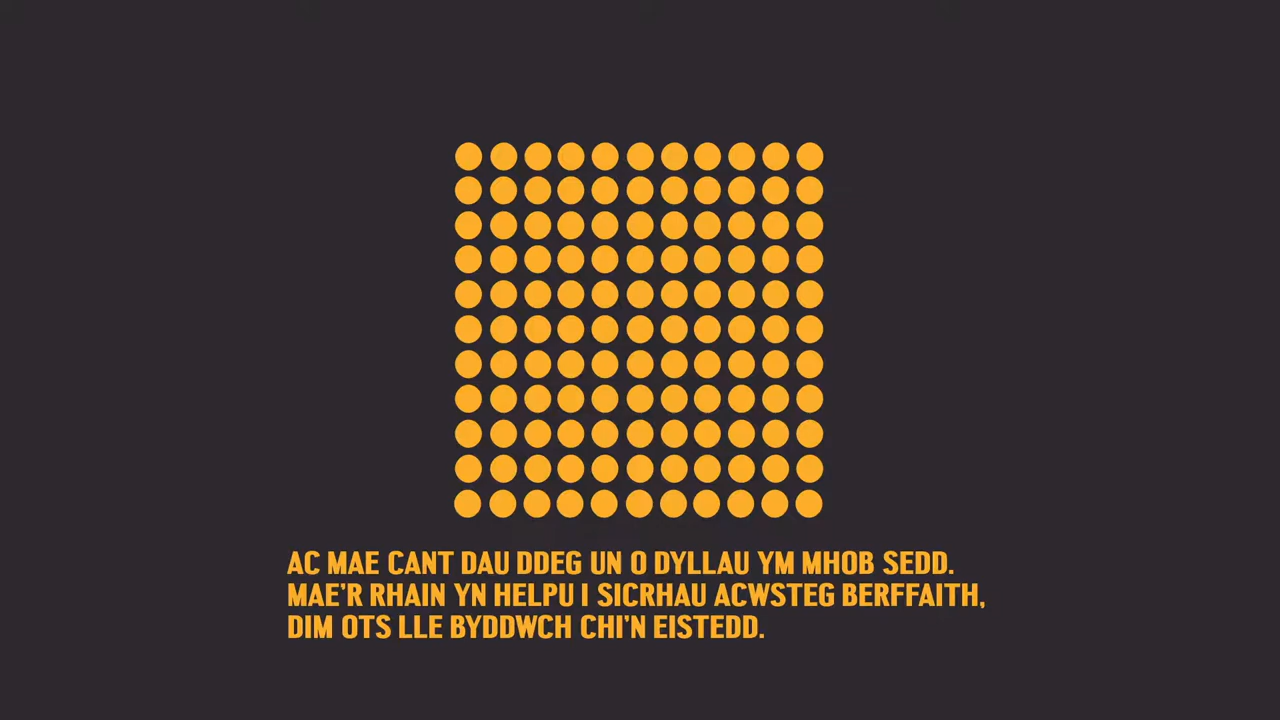 AC MAE CANT DAU DDEG UN O DYLLAU YM MHOB SEDD.
MAE'R RHAIN YN HELPU I SICRHAU ACWSTEG BERFFAITH,
DIM OTS LLE BYDDWCH CHI'N EISTEDD.